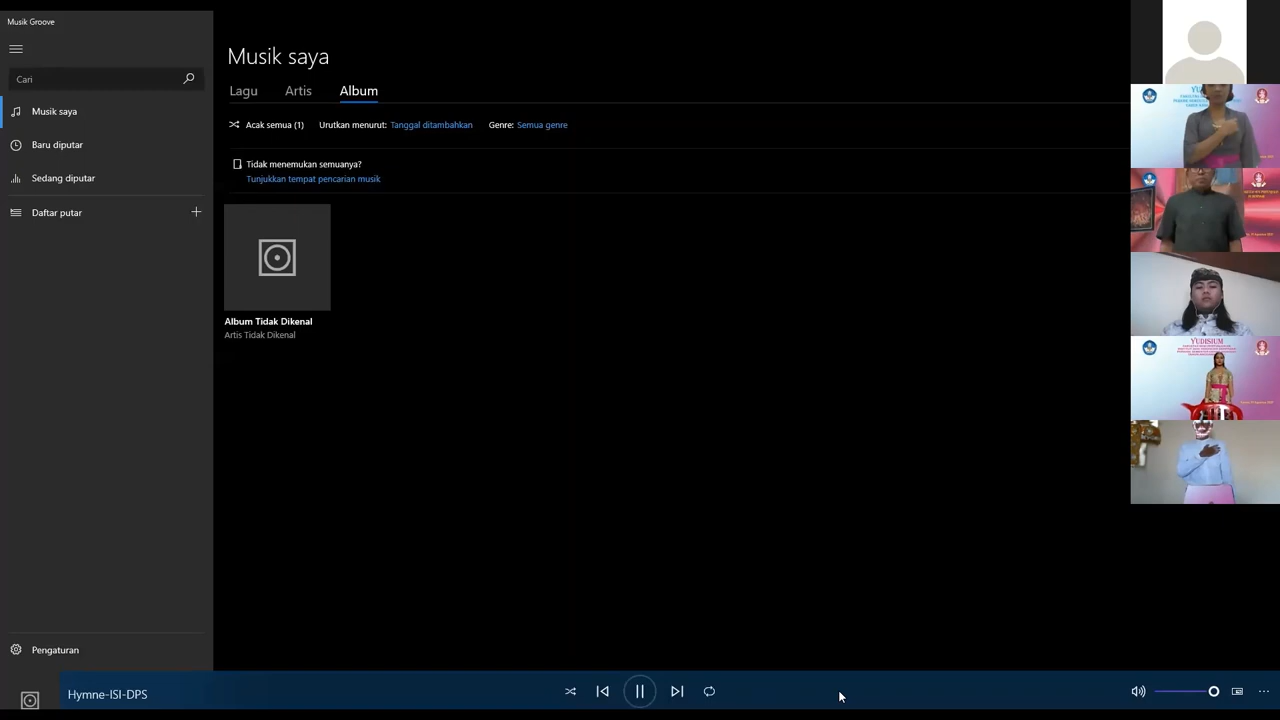 Musik Groove
Cari
Musik saya
Baru diputar
Sedang diputar
Daftar putar
Pengaturan
Musik saya
Lagu Artis Album
Acak semua (1) Urutkan menurut: Tanggal ditambahkan Genre: Semua genre
Tidak menemukan semuanya?
Tunjukkan tempat pencarian musik
Album Tidak Dikenal
Artis Tidak Dikenal
Hymne-ISI-DPS
YUDISIUM